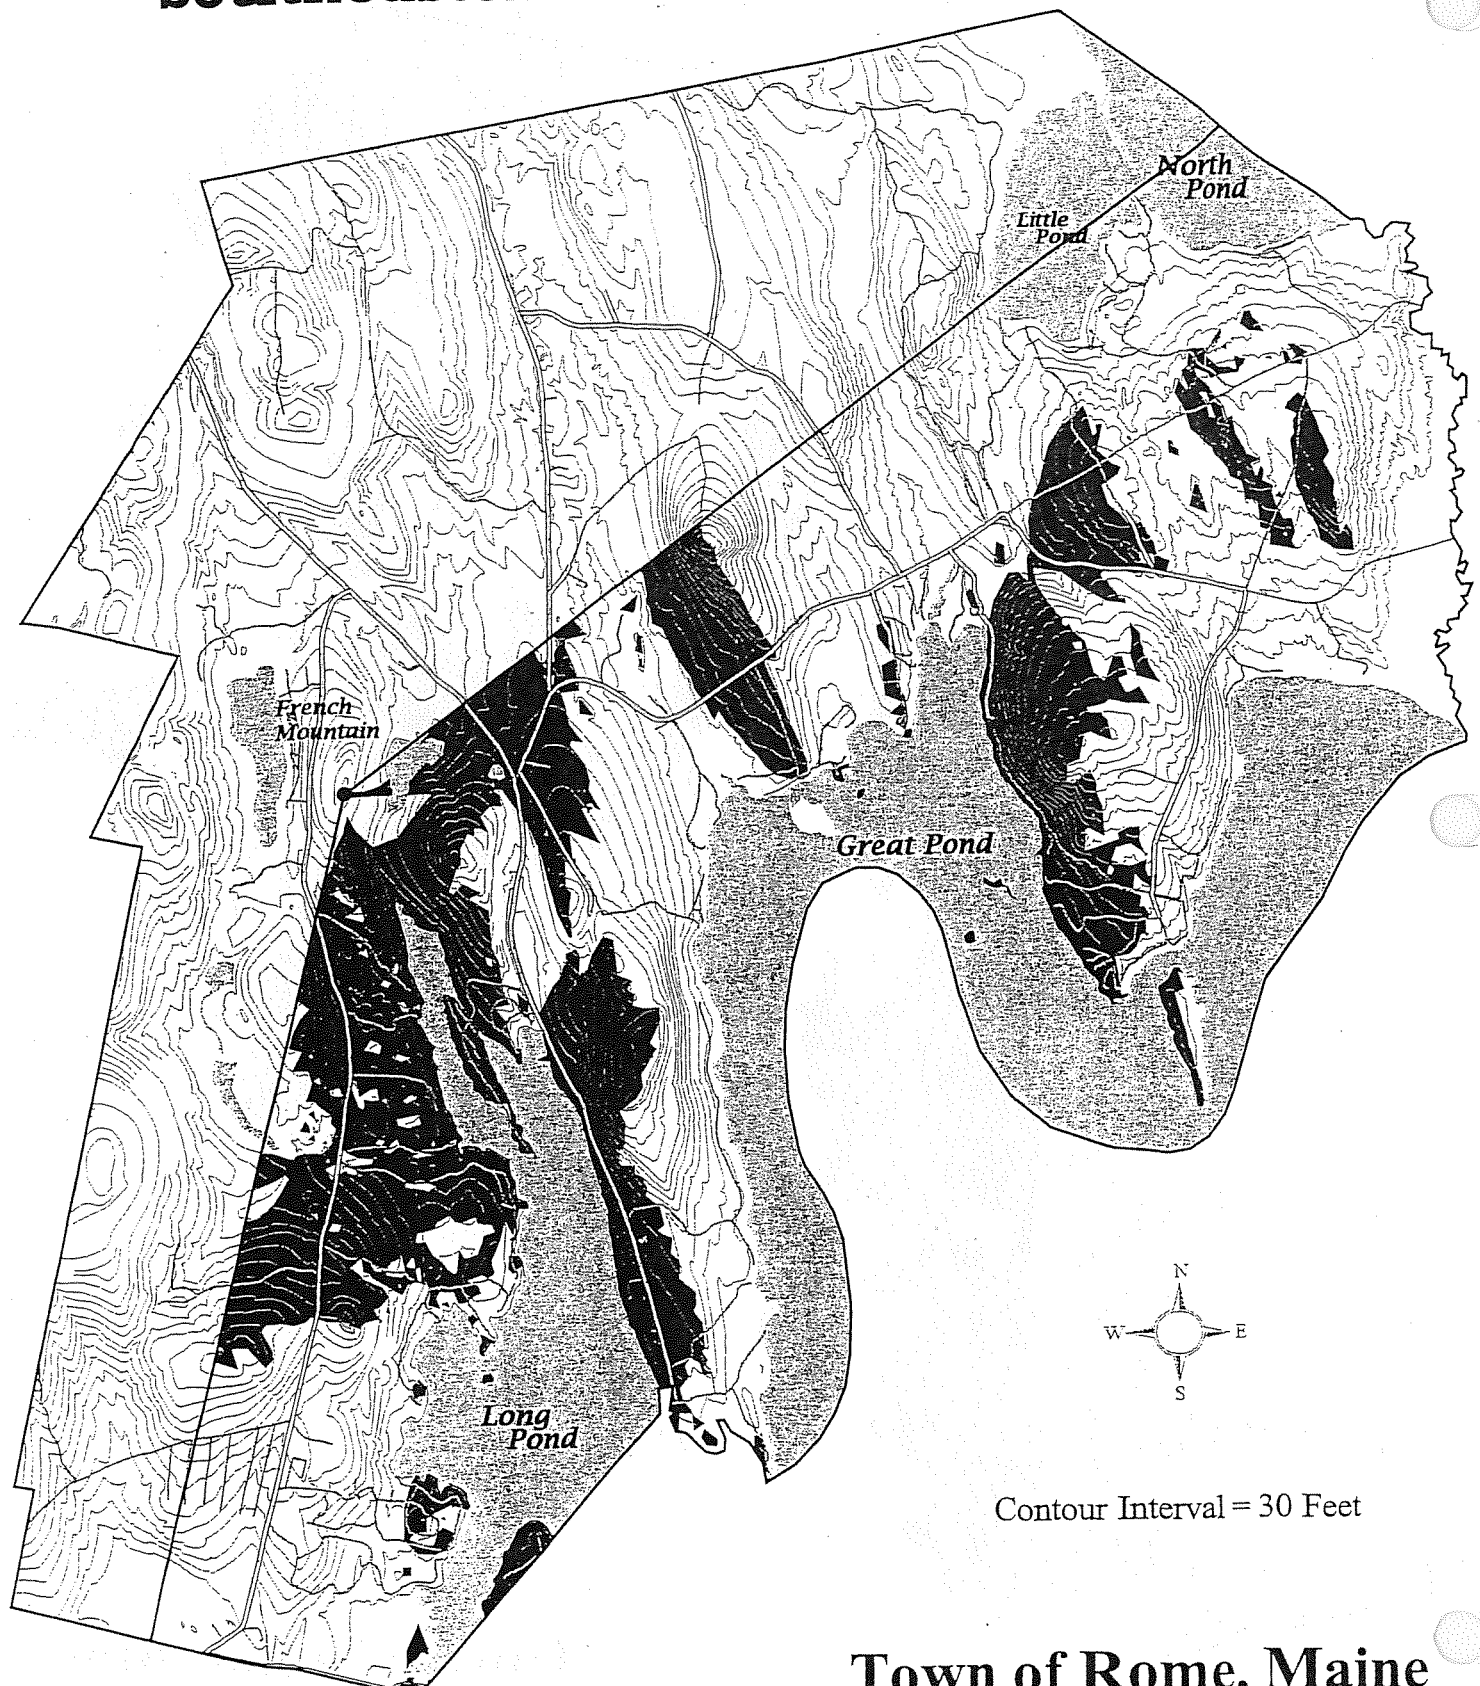 North
Pond
Little
Pond
French
Mountain
Great Pond
N
W E
S
Long
Pond
Contour Interval = 30 Feet
Town of Rome, Maine